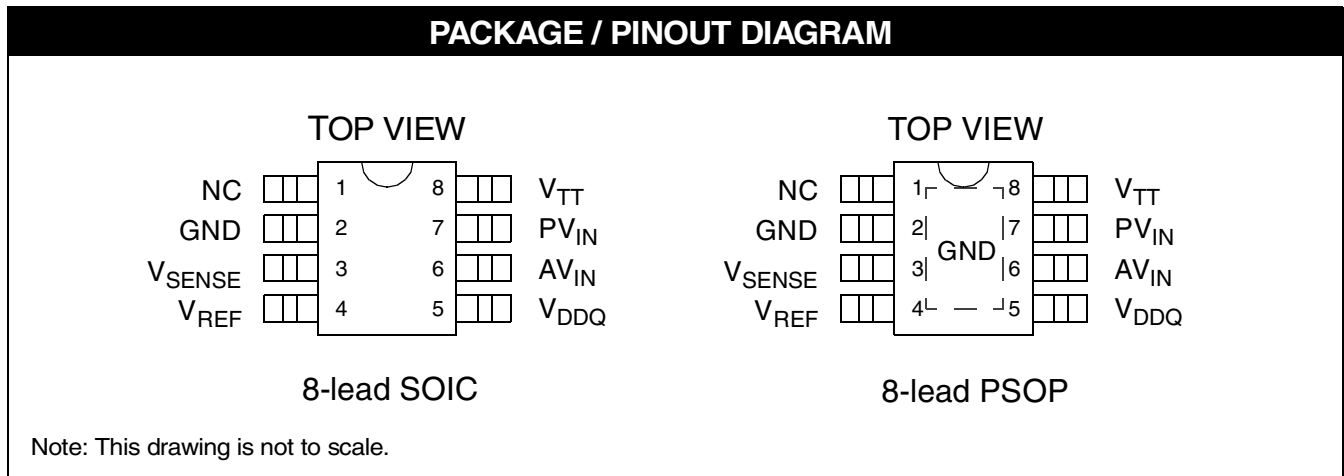 PACKAGE / PINOUT DIAGRAM
TOP VIEW
NC 1 8 VTT
GND 2 7 PVIN
VSENSE 3 6 AVIN
VREF 4 5 VDDQ
8-lead SOIC
TOP VIEW
NC 1 8 VTT
GND 2 7 PVIN
GND
VSENSE 3 6 AVIN
VREF 4 5 VDDQ
8-lead PSOP
Note: This drawing is not to scale.